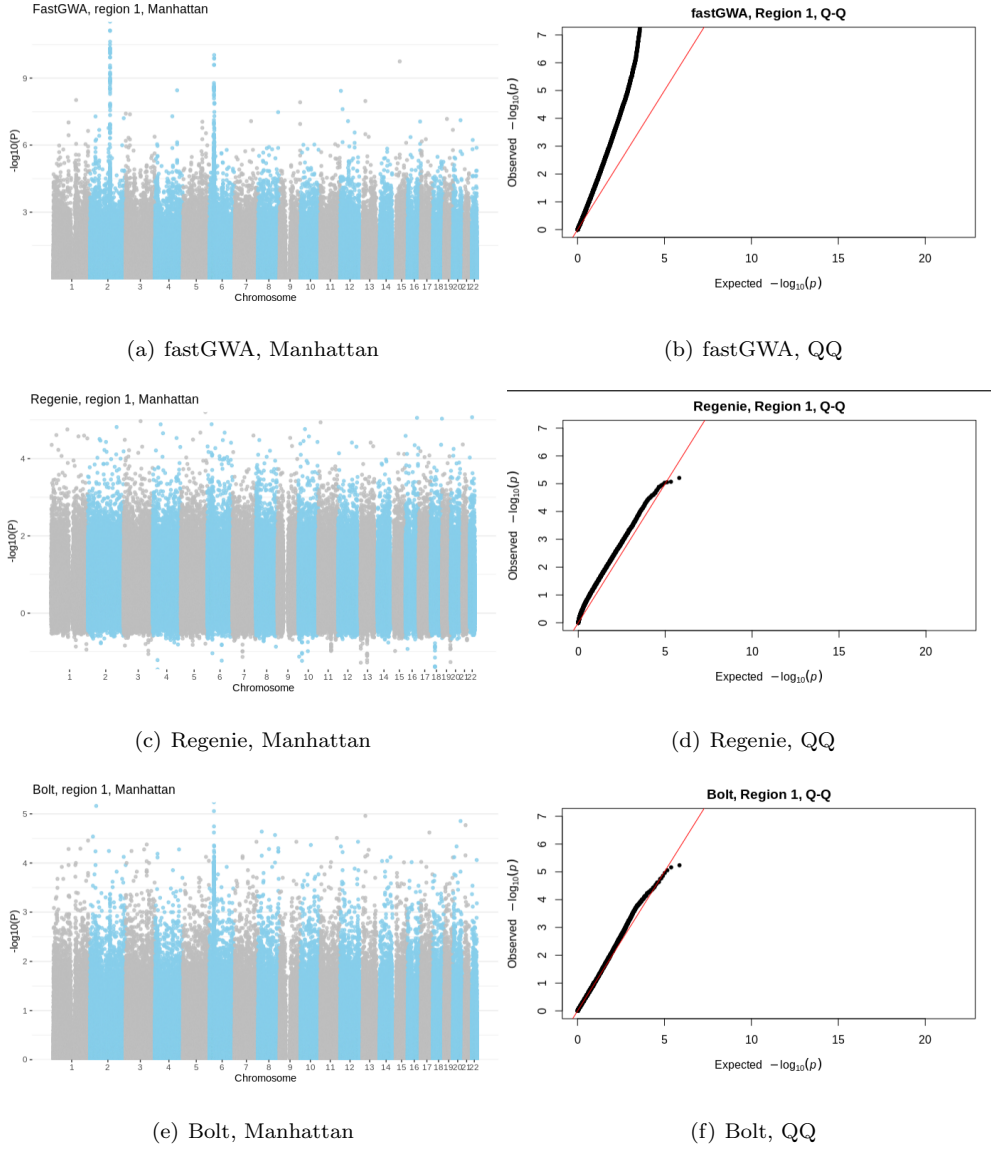 FastGWA, region 1, Manhattan
-log10(P)
9
6
3
1 2 3 4 5 6 7 8 9 10 11 12 13 14 15 16 17 18 19 20 21 22
Chromosome
(a) fastGWA, Manhattan
fastGWA, Region 1, Q-Q
Observed −log10(p)
7
6
5
4
3
2
1
0
0 5 10 15 20
Expected −log10(p)
(b) fastGWA, QQ
Regenie, region 1, Manhattan
-log10(P)
4
2
0
1 2 3 4 5 6 7 8 9 10 11 12 13 14 15 16 17 18 19 20 21 22
Chromosome
(c) Regenie, Manhattan
Regenie, Region 1, Q-Q
Observed −log10(p)
7
6
5
4
3
2
1
0
0 5 10 15 20
Expected −log10(p)
(d) Regenie, QQ
Bolt, region 1, Manhattan
-log10(P)
5
4
3
2
1
0
1 2 3 4 5 6 7 8 9 10 11 12 13 14 15 16 17 18 19 20 21 22
Chromosome
(e) Bolt, Manhattan
Bolt, Region 1, Q-Q
Observed −log10(p)
7
6
5
4
3
2
1
0
0 5 10 15 20
Expected −log10(p)
(f) Bolt, QQ